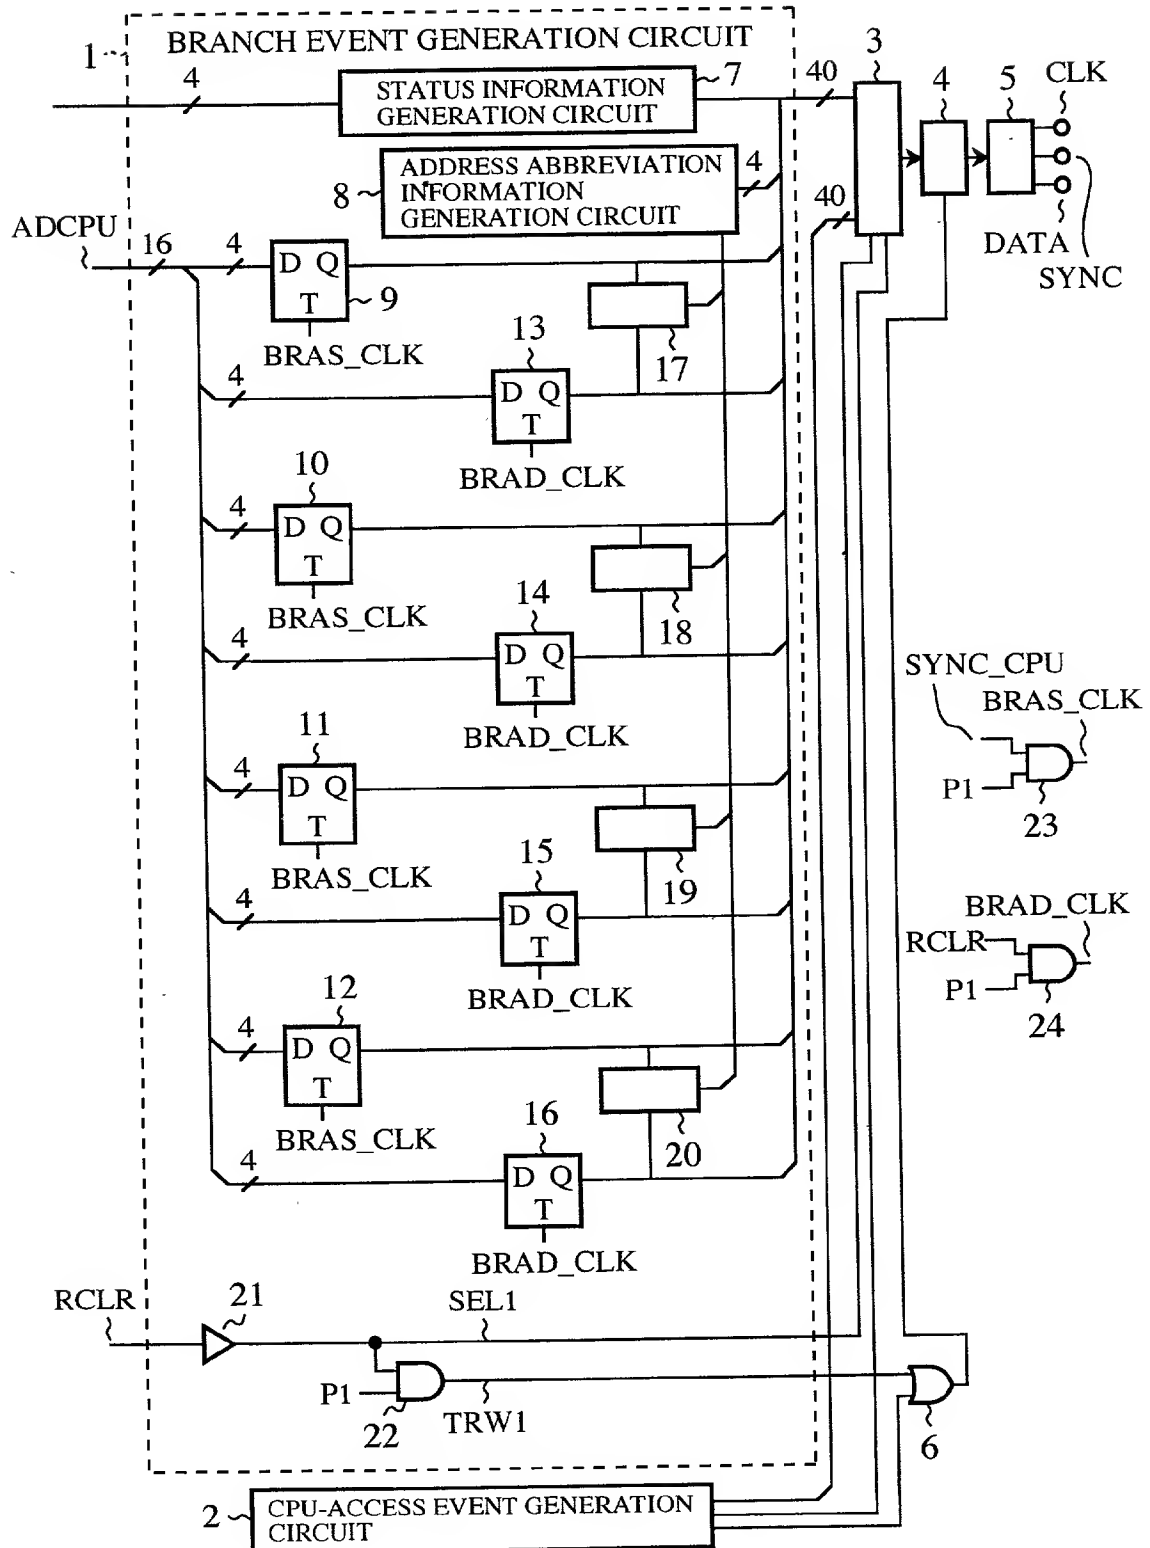 BRANCH EVENT GENERATION CIRCUIT
1
3
4
STATUS INFORMATION
GENERATION CIRCUIT
7
40
4
5
CLK
8
ADDRESS ABBREVIATION
INFORMATION
GENERATION CIRCUIT
4
40
DATA
SYNC
ADCPU
16
4
D Q
T
9
BRAS_CLK
17
13
4
D Q
T
BRAD_CLK
10
4
D Q
T
BRAS_CLK
18
14
4
D Q
T
BRAD_CLK
SYNC_CPU
BRAS_CLK
P1
23
11
4
D Q
T
BRAS_CLK
19
15
4
D Q
T
BRAD_CLK
BRAD_CLK
RCLR
P1
24
12
4
D Q
T
BRAS_CLK
20
16
4
D Q
T
BRAD_CLK
RCLR
21
SEL1
P1
22
TRW1
6
2
CPU-ACCESS EVENT GENERATION
CIRCUIT